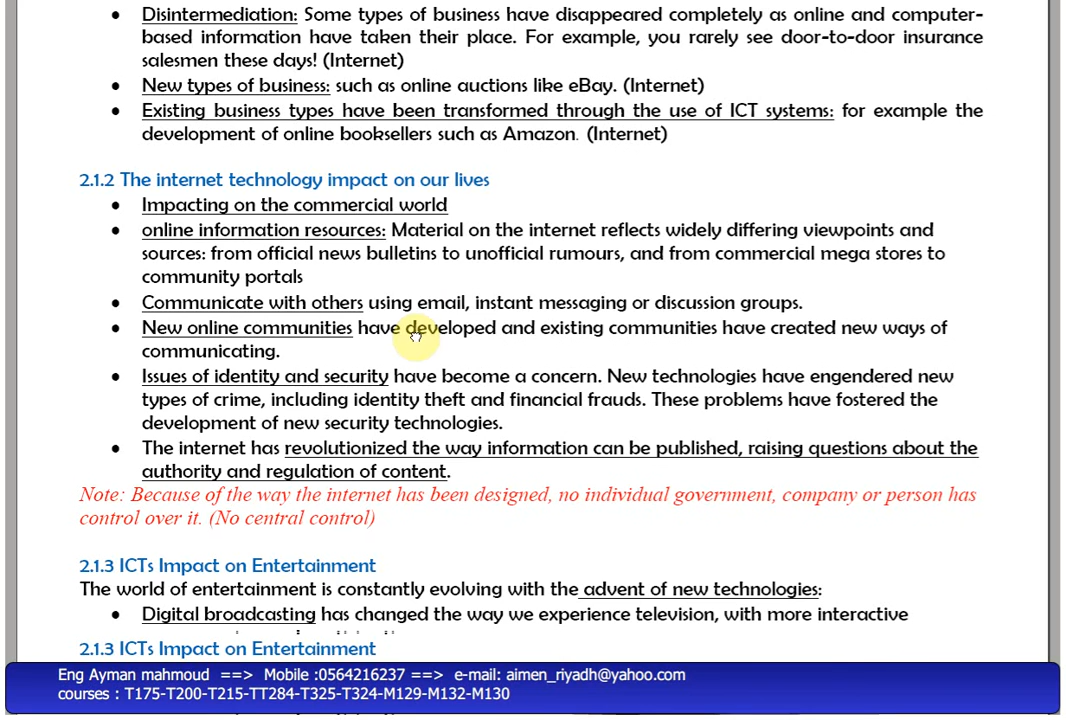 • Disintermediation: Some types of business have disappeared completely as online and computer-
based information have taken their place. For example, you rarely see door-to-door insurance
salesmen these days! (Internet)
• New types of business: such as online auctions like eBay. (Internet)
• Existing business types have been transformed through the use of ICT systems: for example the
development of online booksellers such as Amazon. (Internet)
2.1.2 The internet technology impact on our lives
• Impacting on the commercial world
• online information resources: Material on the internet reflects widely differing viewpoints and
sources: from official news bulletins to unofficial rumours, and from commercial mega stores to
community portals
• Communicate with others using email, instant messaging or discussion groups.
• New online communities have developed and existing communities have created new ways of
communicating.
• Issues of identity and security have become a concern. New technologies have engendered new
types of crime, including identity theft and financial frauds. These problems have fostered the
development of new security technologies.
• The internet has revolutionized the way information can be published, raising questions about the
authority and regulation of content.
Note: Because of the way the internet has been designed, no individual government, company or person has
control over it. (No central control)
2.1.3 ICTs Impact on Entertainment
The world of entertainment is constantly evolving with the advent of new technologies:
• Digital broadcasting has changed the way we experience television, with more interactive
2.1.3 ICTs Impact on Entertainment
Eng Ayman mahmoud ==> Mobile :0564216237 ==> e-mail: aimen_riyadh@yahoo.com
courses : T175-T200-T215-TT284-T325-T324-M129-M132-M130